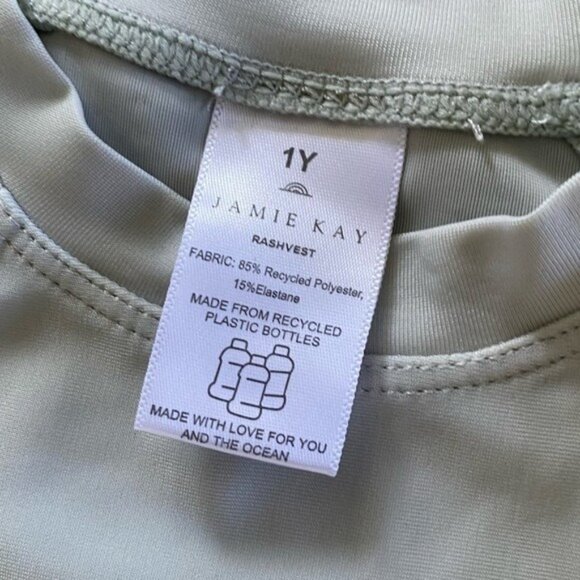 1Y
JAMIE KAY
RASHVEST
FABRIC: 85% Recycled Polyester,
15%Elastane
MADE FROM RECYCLED
PLASTIC BOTTLES
MADE WITH LOVE FOR YOU
AND THE OCEAN